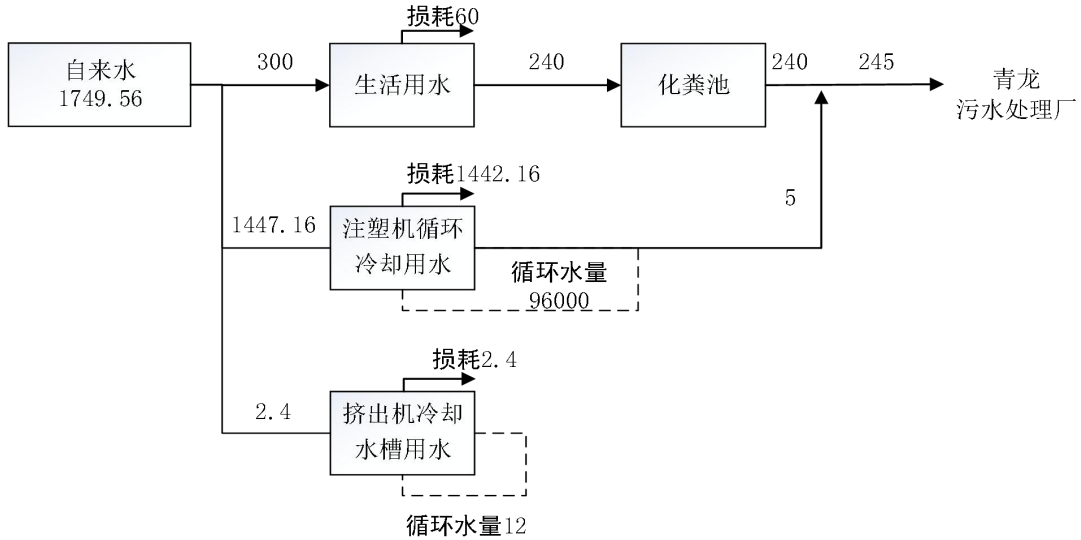 损耗60
自来水
1749.56
300
生活用水
240
化粪池
240
245
青龙
污水处理厂
损耗1442.16
1447.16
注塑机循环
冷却用水
5
循环水量
96000
损耗2.4
2.4
挤出机冷却
水槽用水
循环水量12